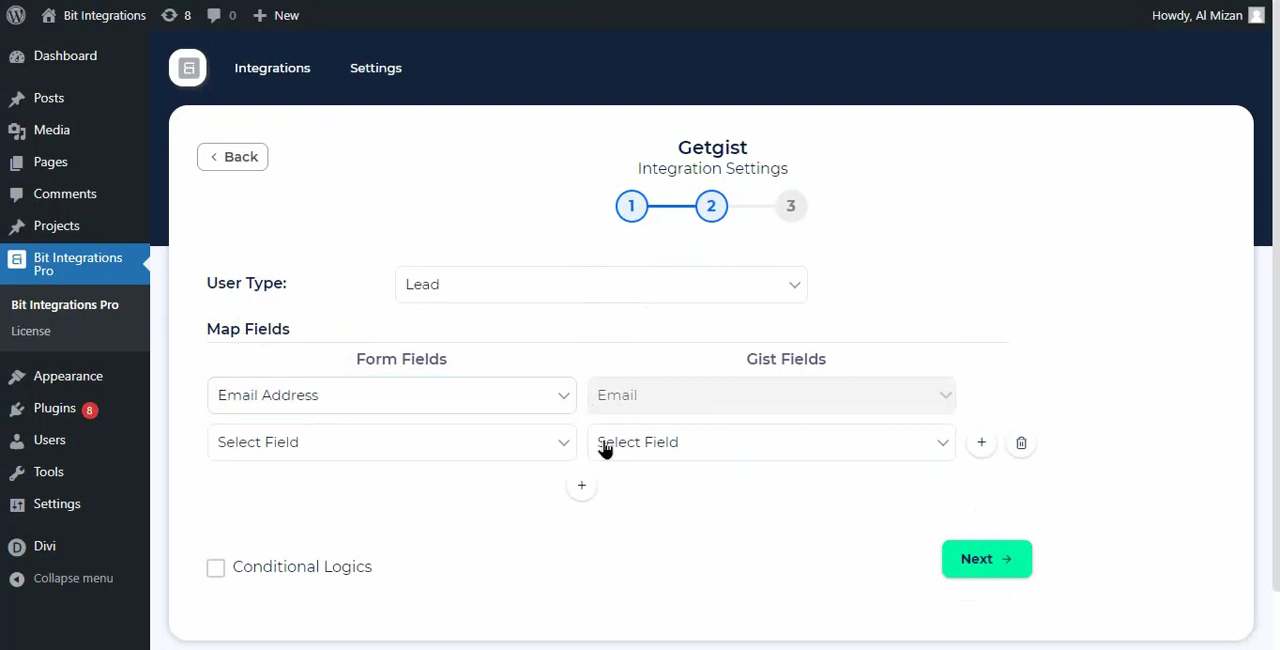 Bit Integrations 8 0 + New Howdy, Al Mizan
Dashboard
Posts
Media
Pages
Comments
Projects
Bit Integrations
Pro
Bit Integrations Pro
License
Appearance
Plugins 8
Users
Tools
Settings
Divi
Collapse menu
Integrations Settings
< Back
Getgist
Integration Settings
1 2 3
User Type: Lead
Map Fields
Form Fields Gist Fields
Email Address Email
Select Field Select Field +
+
Conditional Logics
Next →